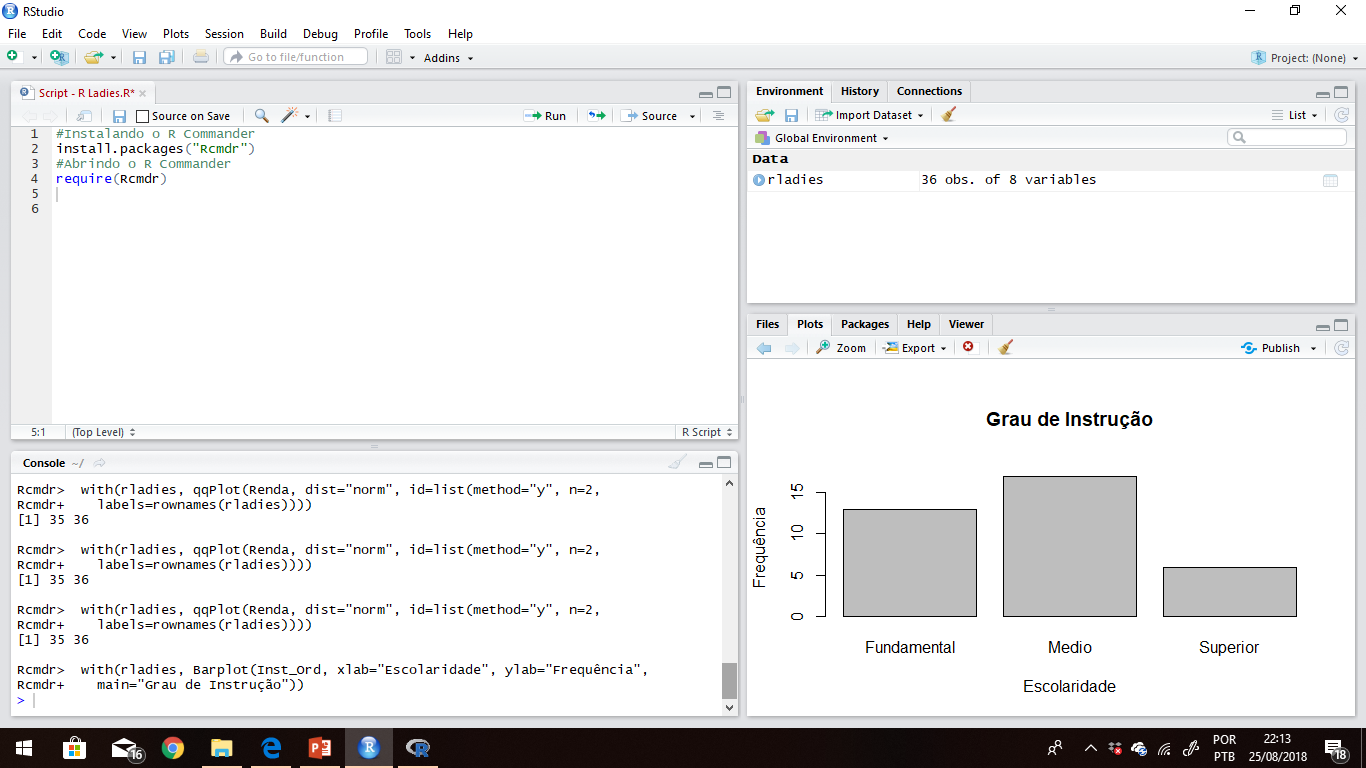 RStudio
File Edit Code View Plots Session Build Debug Profile Tools Help
Go to file/function Addins Project: (None)
Script - R Ladies.R*
Source on Save Run Source
1 #Instalando o R Commander
2 install.packages("Rcmdr")
3 #Abrindo o R Commander
4 require(Rcmdr)
5
6
5:1 (Top Level) R Script
Console ~/
Rcmdr> with(rladies, qqPlot(Renda, dist="norm", id=list(method="y", n=2,
Rcmdr+ labels=rownames(rladies))))
[1] 35 36
Rcmdr> with(rladies, qqPlot(Renda, dist="norm", id=list(method="y", n=2,
Rcmdr+ labels=rownames(rladies))))
[1] 35 36
Rcmdr> with(rladies, qqPlot(Renda, dist="norm", id=list(method="y", n=2,
Rcmdr+ labels=rownames(rladies))))
[1] 35 36
Rcmdr> with(rladies, Barplot(Inst_Ord, xlab="Escolaridade", ylab="Frequência",
Rcmdr+ main="Grau de Instrução"))
>
Environment History Connections
Import Dataset List
Global Environment
Data
rladies 36 obs. of 8 variables
Files Plots Packages Help Viewer
Zoom Export Publish
Grau de Instrução
Frequência
15
10
5
0
Fundamental Medio Superior
Escolaridade
16
POR 22:13
PTB 25/08/2018 18